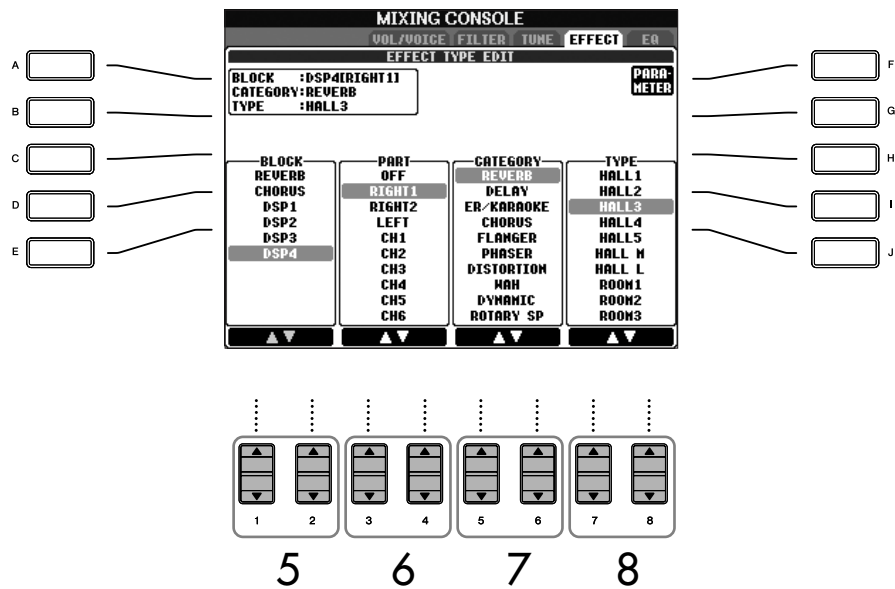 MIXING CONSOLE
VOL/VOICE FILTER TUNE EFFECT EQ
EFFECT TYPE EDIT
BLOCK :DSP4[RIGHT1]
CATEGORY:REVERB
TYPE :HALL3
PARA-
METER
A
B
C
D
E
F
G
H
I
J
BLOCK
REVERB
CHORUS
DSP1
DSP2
DSP3
DSP4
PART
OFF
RIGHT1
RIGHT2
LEFT
CH1
CH2
CH3
CH4
CH5
CH6
CATEGORY
REVERB
DELAY
ER/KARAOKE
CHORUS
FLANGER
PHASER
DISTORTION
WAH
DYNAMIC
ROTARY SP
TYPE
HALL1
HALL2
HALL3
HALL4
HALL5
HALL M
HALL L
ROOM1
ROOM2
ROOM3
1 2 3 4 5 6 7 8
5 6 7 8